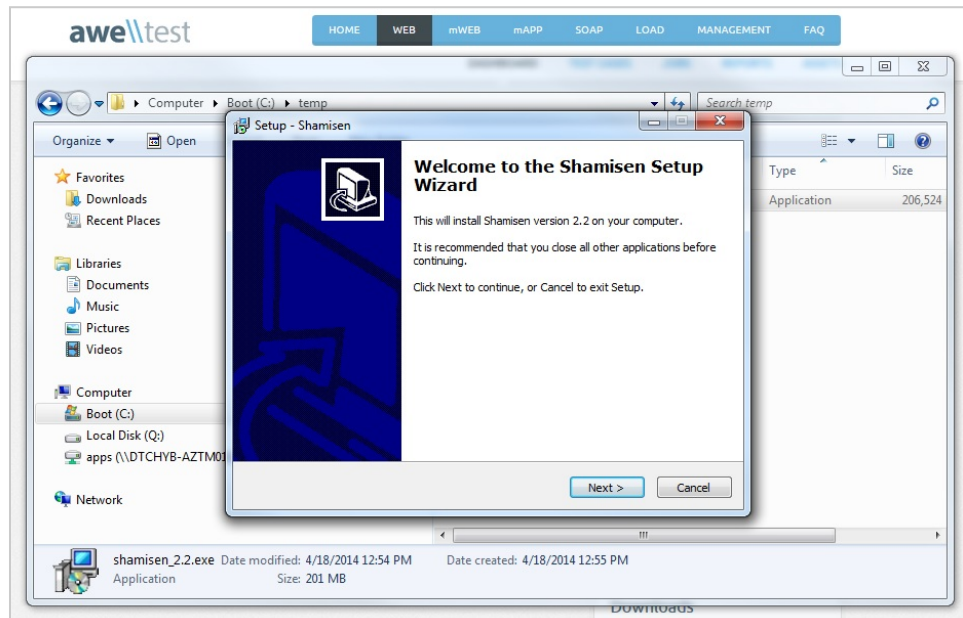 awe\\test
HOME WEB mWEB mAPP SOAP LOAD MANAGEMENT FAQ
Computer Boot (C:) temp
Search temp
Organize Open
Setup - Shamisen
Type Size
Application 206,524
Favorites
Downloads
Recent Places
Libraries
Documents
Music
Pictures
Videos
Computer
Boot (C:)
Local Disk (Q:)
apps (\\DTCHYB-AZTM01
Network
Welcome to the Shamisen Setup
Wizard
This will install Shamisen version 2.2 on your computer.
It is recommended that you close all other applications before
continuing.
Click Next to continue, or Cancel to exit Setup.
Next > Cancel
shamisen_2.2.exe Date modified: 4/18/2014 12:54 PM Date created: 4/18/2014 12:55 PM
Application Size: 201 MB
Downloads